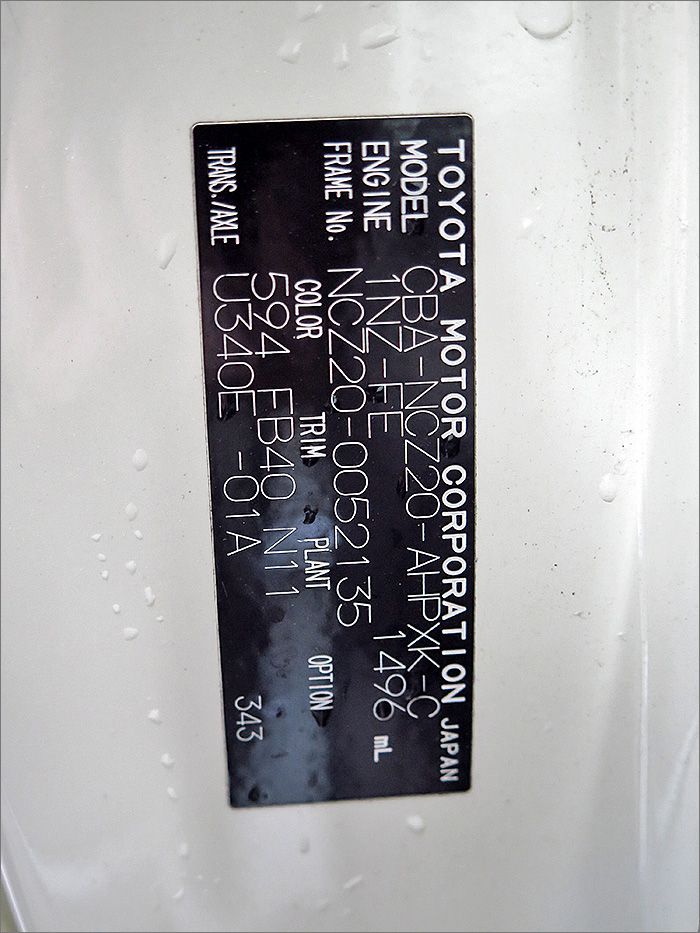 TOYOTA MOTOR CORPORATION JAPAN
MODEL CBA-NCZ20-AHPXK-C
ENGINE 1NZ-FE 1496 mL
FRAME No. NCZ20-0052135
COLOR TRIM PLANT OPTION
594 FB40 N11
TRANS./AXLE U340E -01A 343